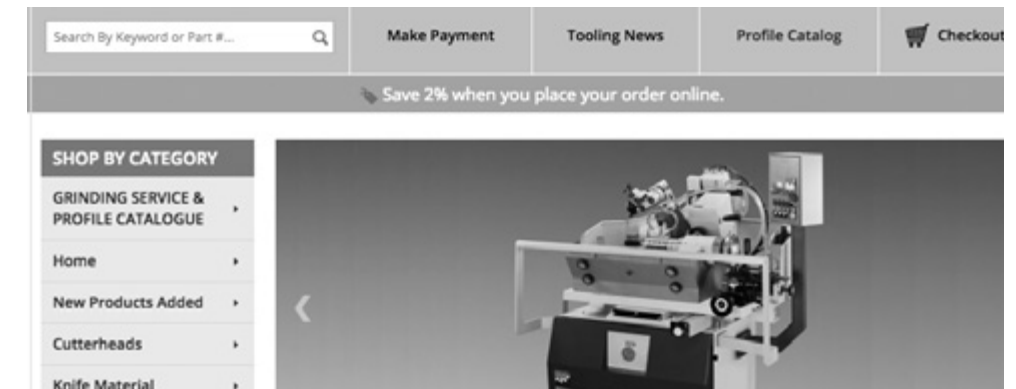 Search By Keyword or Part #...
Make Payment
Tooling News
Profile Catalog
Checkout
Save 2% when you place your order online.
SHOP BY CATEGORY
GRINDING SERVICE &
PROFILE CATALOGUE
Home
New Products Added
Cutterheads
Knife Material